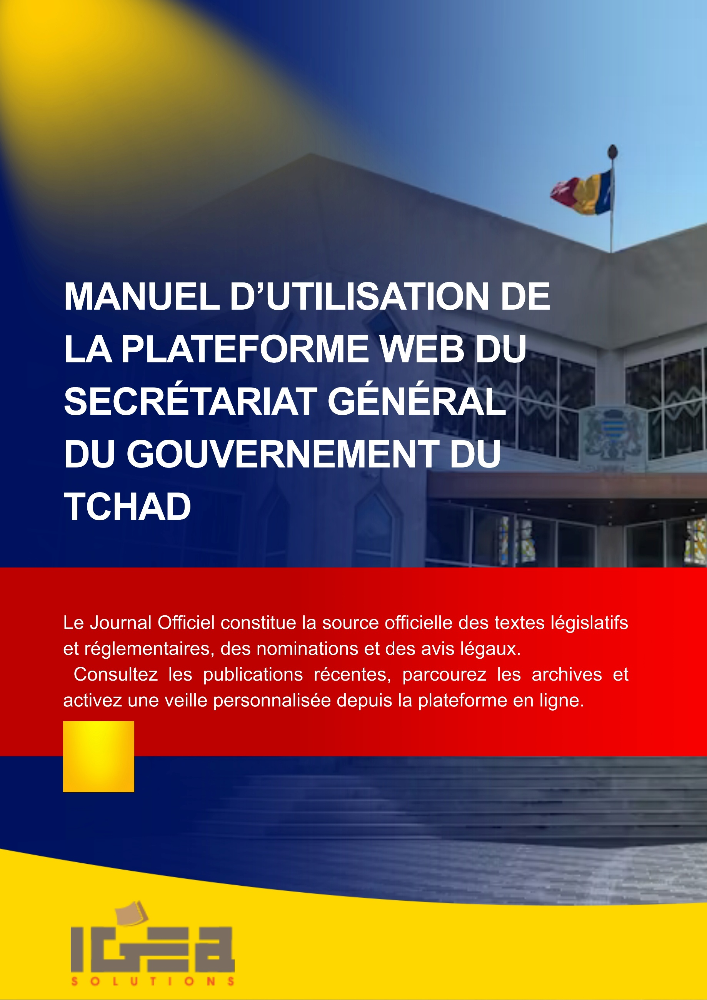 MANUEL D’UTILISATION DE
LA PLATEFORME WEB DU
SECRÉTARIAT GÉNÉRAL
DU GOUVERNEMENT DU
TCHAD
Le Journal Officiel constitue la source officielle des textes législatifs
et réglementaires, des nominations et des avis légaux.
Consultez les publications récentes, parcourez les archives et
activez une veille personnalisée depuis la plateforme en ligne.
IGEA
SOLUTIONS